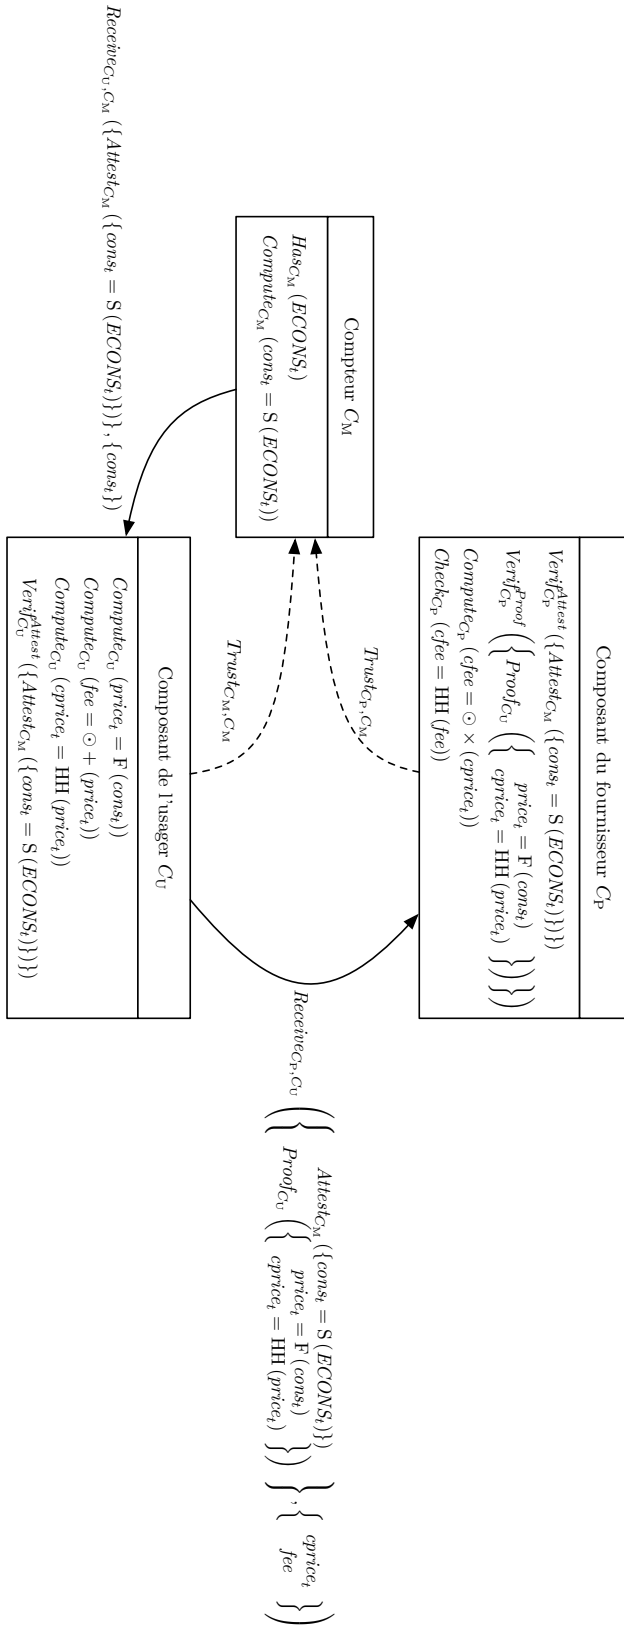 Composant du fournisseur C_P
Verif^{Attest}_{C_P} ({Attest_{C_M} ({cons_t = S (ECONS_t)})})
Verif^{Proof}_{C_P} ({ Proof_{C_U} ({ price_t = F (cons_t)
cprice_t = HH (price_t) }) })
Compute_{C_P} (cfee = ⊙ × (cprice_t))
Check_{C_P} (cfee = HH (fee))
Compteur C_M
Has_{C_M} (ECONS_t)
Compute_{C_M} (cons_t = S (ECONS_t))
Trust_{C_P,C_M}
Trust_{C_M,C_M}
Receive_{C_P,C_U} ({ Attest_{C_M} ({cons_t = S (ECONS_t)})
Proof_{C_U} ({ price_t = F (cons_t)
cprice_t = HH (price_t) }) }, { cprice_t
fee })
Composant de l'usager C_U
Compute_{C_U} (price_t = F (cons_t))
Compute_{C_U} (fee = ⊙ + (price_t))
Compute_{C_U} (cprice_t = HH (price_t))
Verif^{Attest}_{C_U} ({Attest_{C_M} ({cons_t = S (ECONS_t)})})
Receive_{C_U,C_M} ({Attest_{C_M} ({cons_t = S (ECONS_t)})}, {cons_t})